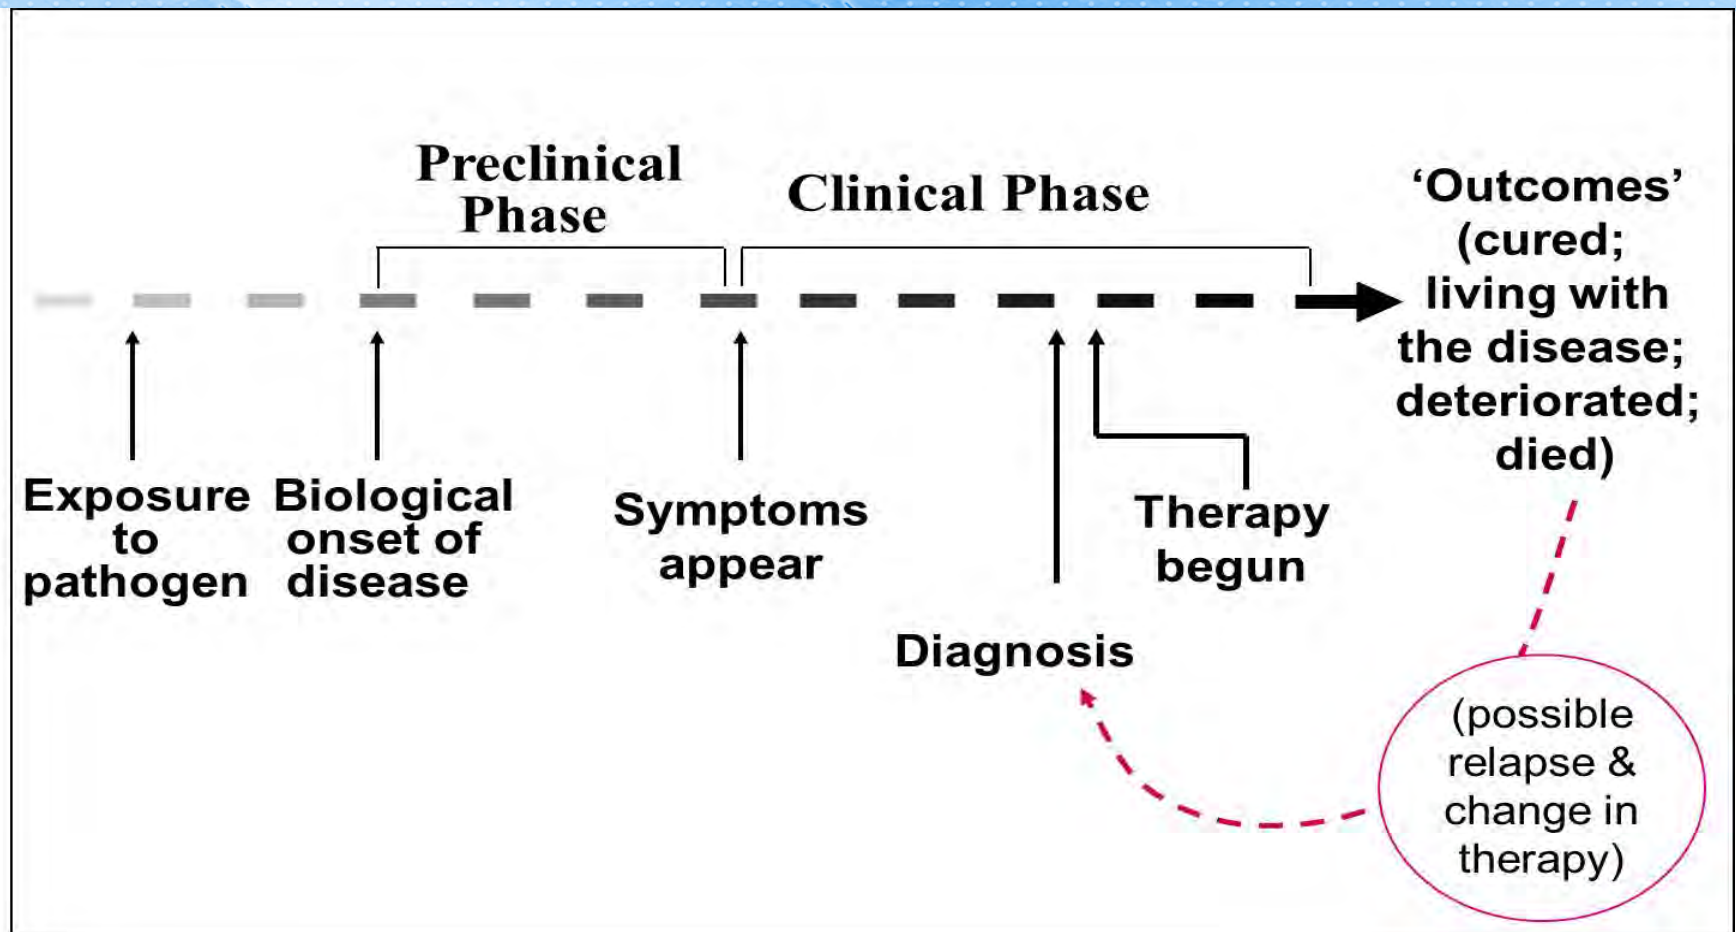 Preclinical
Phase
Clinical Phase
‘Outcomes’
(cured;
living with
the disease;
deteriorated;
died)
Exposure
to
pathogen
Biological
onset of
disease
Symptoms
appear
Therapy
begun
Diagnosis
(possible
relapse &
change in
therapy)